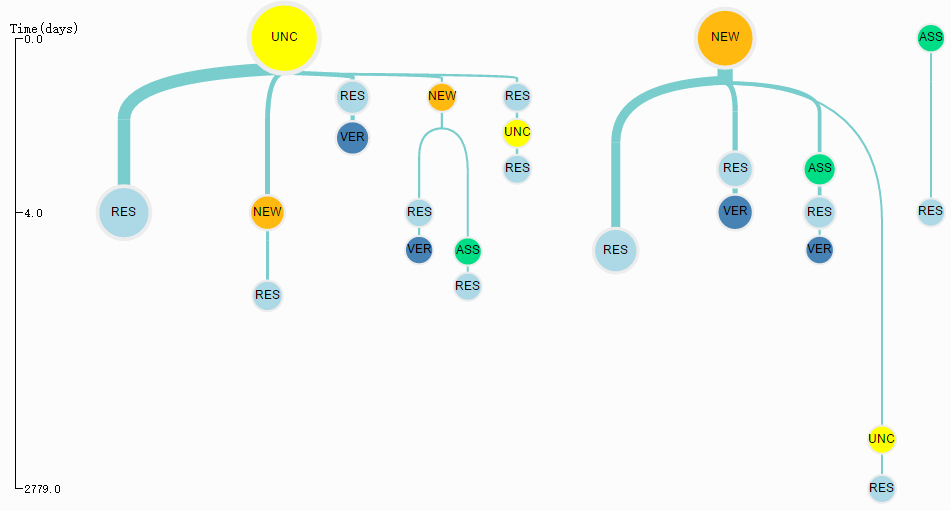 Time(days)
0.0
UNC
NEW
ASS
RES
NEW
RES
UNC
VER
RES
RES
ASS
RES
4.0
RES
NEW
RES
VER
RES
RES
VER
ASS
RES
VER
RES
RES
UNC
2779.0
RES